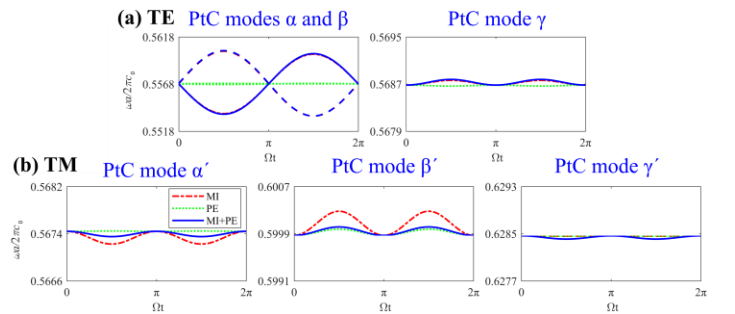 (a) TE
PtC modes α and β
PtC mode γ
0.5618
0.5568
0.5518
ωa/2πc₀
0
π
2π
Ωt
0.5695
0.5687
0.5679
0
π
2π
Ωt
(b) TM
PtC mode α´
PtC mode β´
PtC mode γ´
0.5682
0.5674
0.5666
ωa/2πc₀
0
π
2π
Ωt
MI
PE
MI+PE
0.6007
0.5999
0.5991
0
π
2π
Ωt
0.6293
0.6285
0.6277
0
π
2π
Ωt